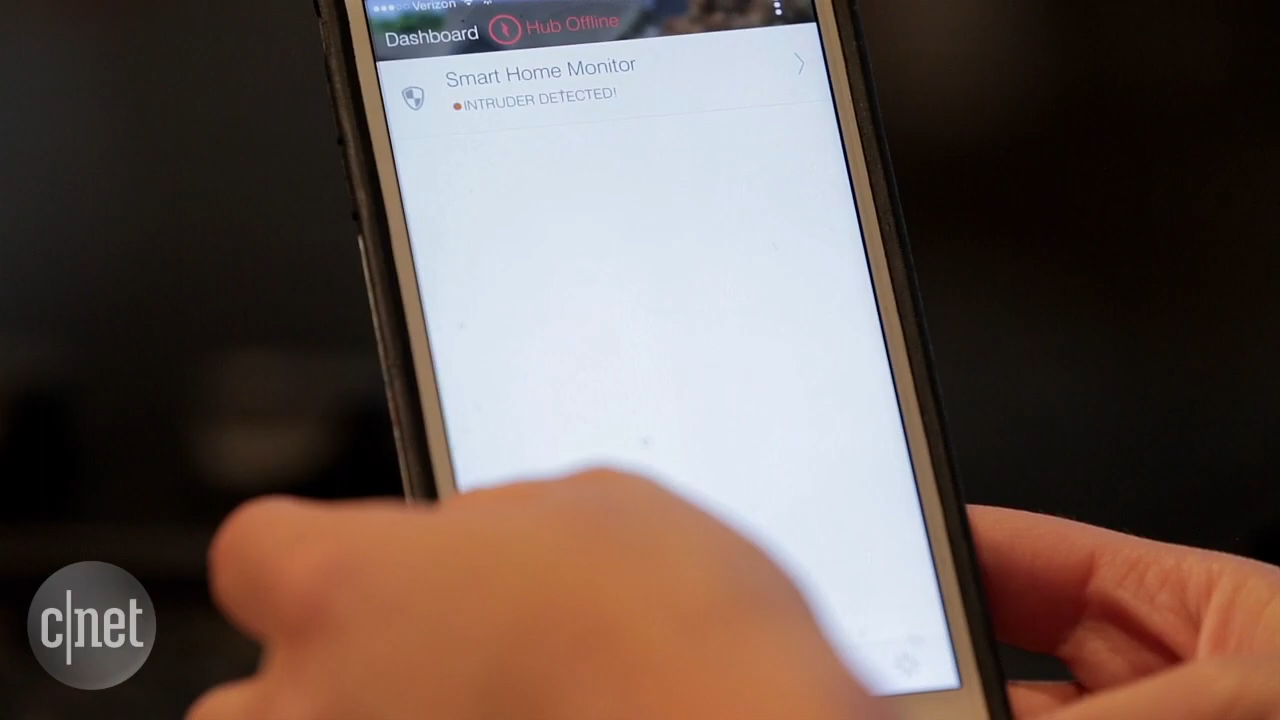 Verizon
Dashboard Hub Offline
Smart Home Monitor
INTRUDER DETECTED!
c|net